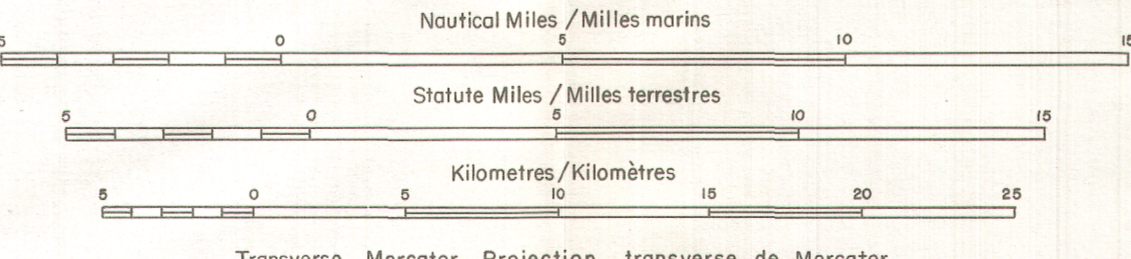 Nautical Miles / Milles marins
5 0 5 10 15
Statute Miles / Milles terrestres
5 0 5 10 15
Kilometres/Kilomètres
5 0 5 10 15 20 25
Transverse Mercator Projection transverse de Mercator